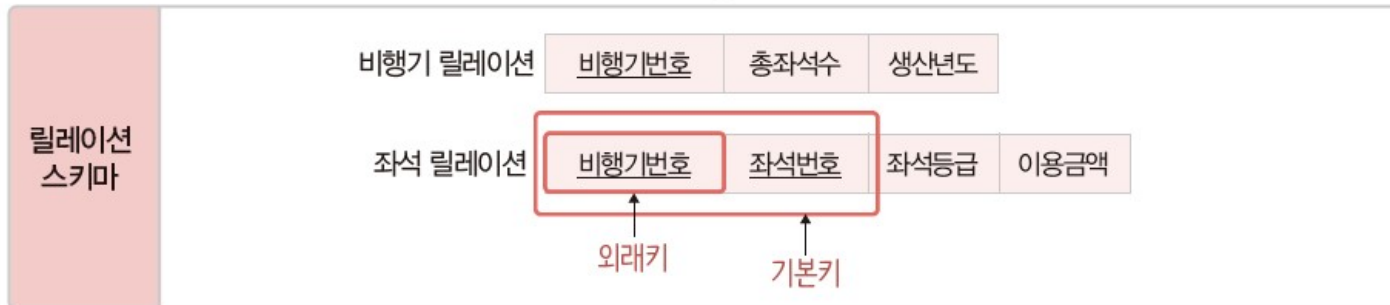 릴레이션
스키마
비행기 릴레이션 비행기번호 총좌석수 생산년도
좌석 릴레이션 비행기번호 좌석번호 좌석등급 이용금액
외래키 기본키